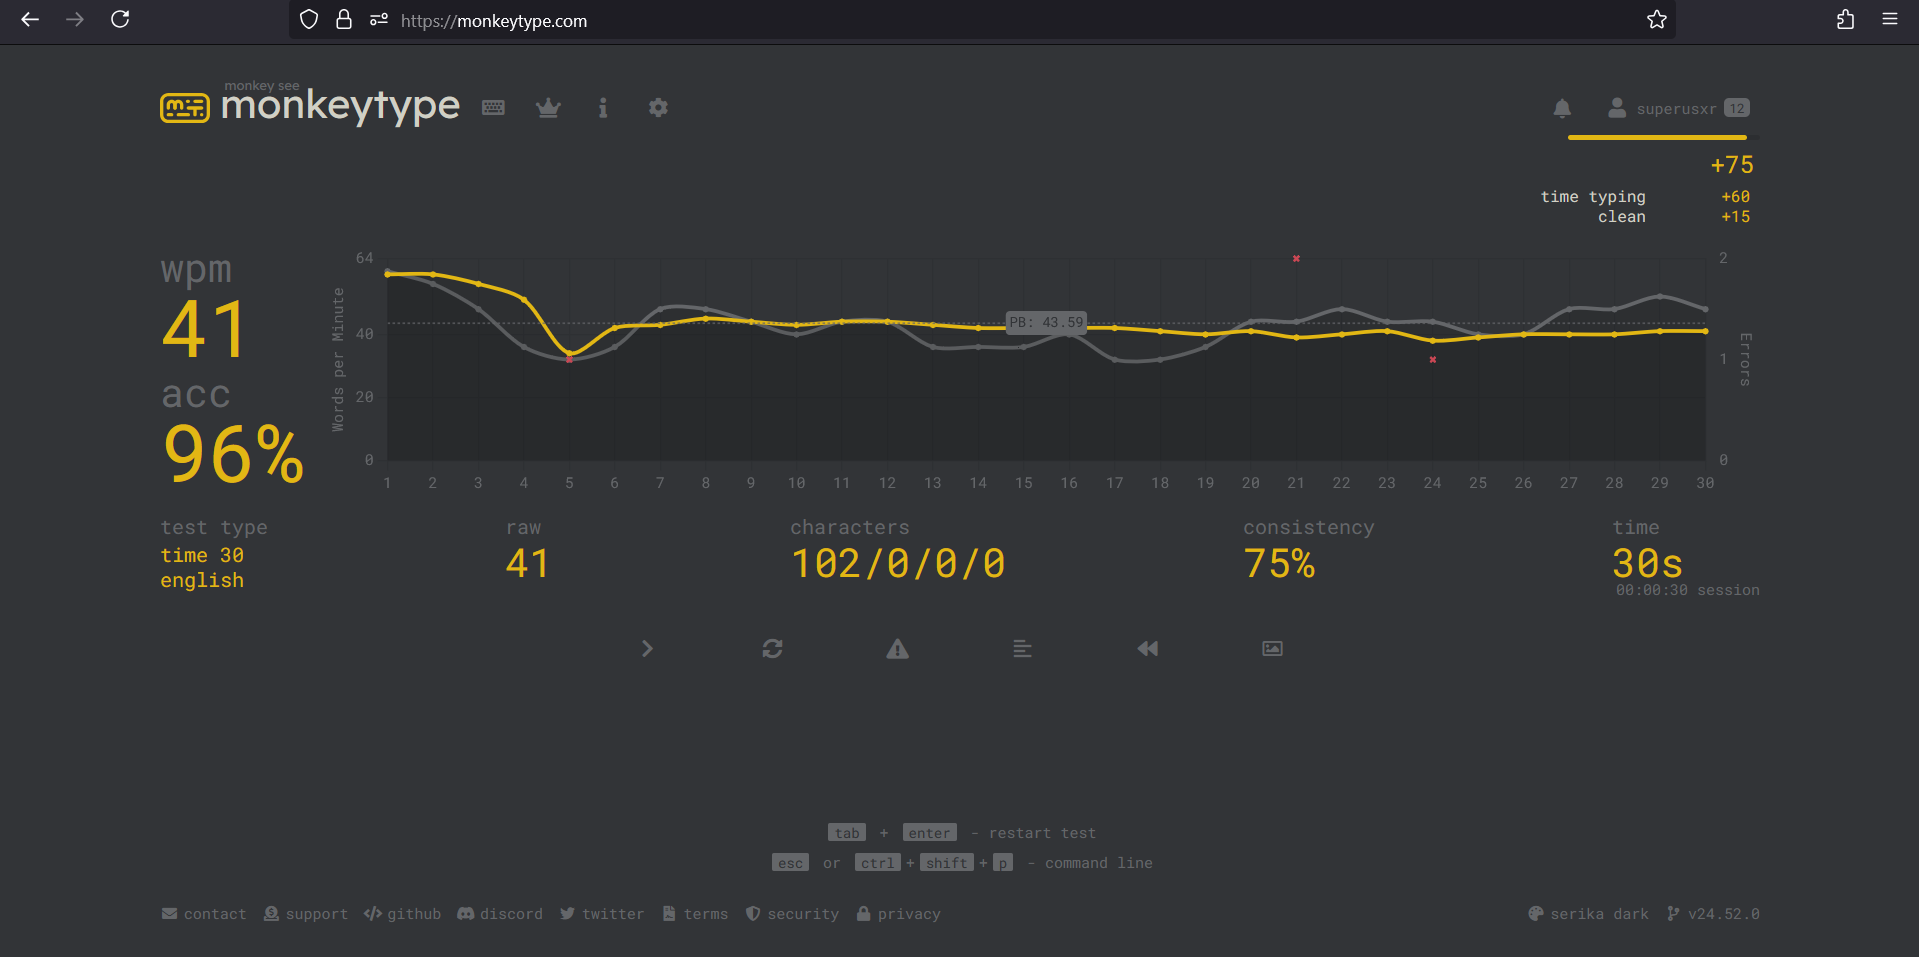 https://monkeytype.com
monkey see
monkeytype
superusxr 12
+75
time typing +60
clean +15
wpm
41
acc
96%
Words per Minute
64
40
20
0
PB: 43.59
2
1
0
Errors
1 2 3 4 5 6 7 8 9 10 11 12 13 14 15 16 17 18 19 20 21 22 23 24 25 26 27 28 29 30
test type
time 30
english
raw
41
characters
102/0/0/0
consistency
75%
time
30s
00:00:30 session
tab + enter - restart test
esc or ctrl + shift + p - command line
contact support github discord twitter terms security privacy serika dark v24.52.0